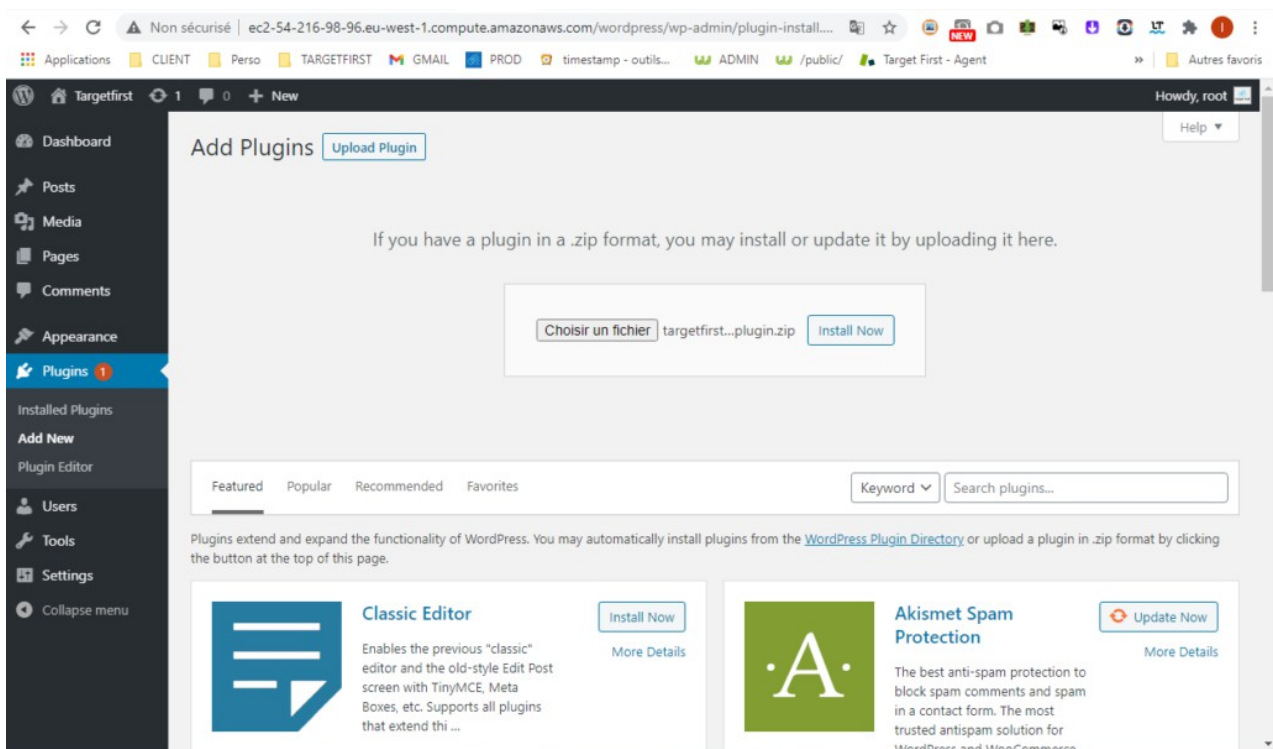 Non sécurisé | ec2-54-216-98-96.eu-west-1.compute.amazonaws.com/wordpress/wp-admin/plugin-install.... NEW I
Applications CLIENT Perso TARGETFIRST GMAIL PROD timestamp - outils... ADMIN /public/ Target First - Agent » Autres favoris
Targetfirst 1 0 + New Howdy, root
Help ▼
Dashboard
Posts
Media
Pages
Comments
Appearance
Plugins 1
Installed Plugins
Add New
Plugin Editor
Users
Tools
Settings
Collapse menu
Add Plugins Upload Plugin
If you have a plugin in a .zip format, you may install or update it by uploading it here.
Choisir un fichier targetfirst...plugin.zip Install Now
Featured Popular Recommended Favorites Keyword Search plugins...
Plugins extend and expand the functionality of WordPress. You may automatically install plugins from the WordPress Plugin Directory or upload a plugin in .zip format by clicking
the button at the top of this page.
Classic Editor
Install Now
More Details
Enables the previous "classic"
editor and the old-style Edit Post
screen with TinyMCE, Meta
Boxes, etc. Supports all plugins
that extend thi ...
·A·
Akismet Spam
Protection
Update Now
More Details
The best anti-spam protection to
block spam comments and spam
in a contact form. The most
trusted antispam solution for
WordPress and WooCommerce.